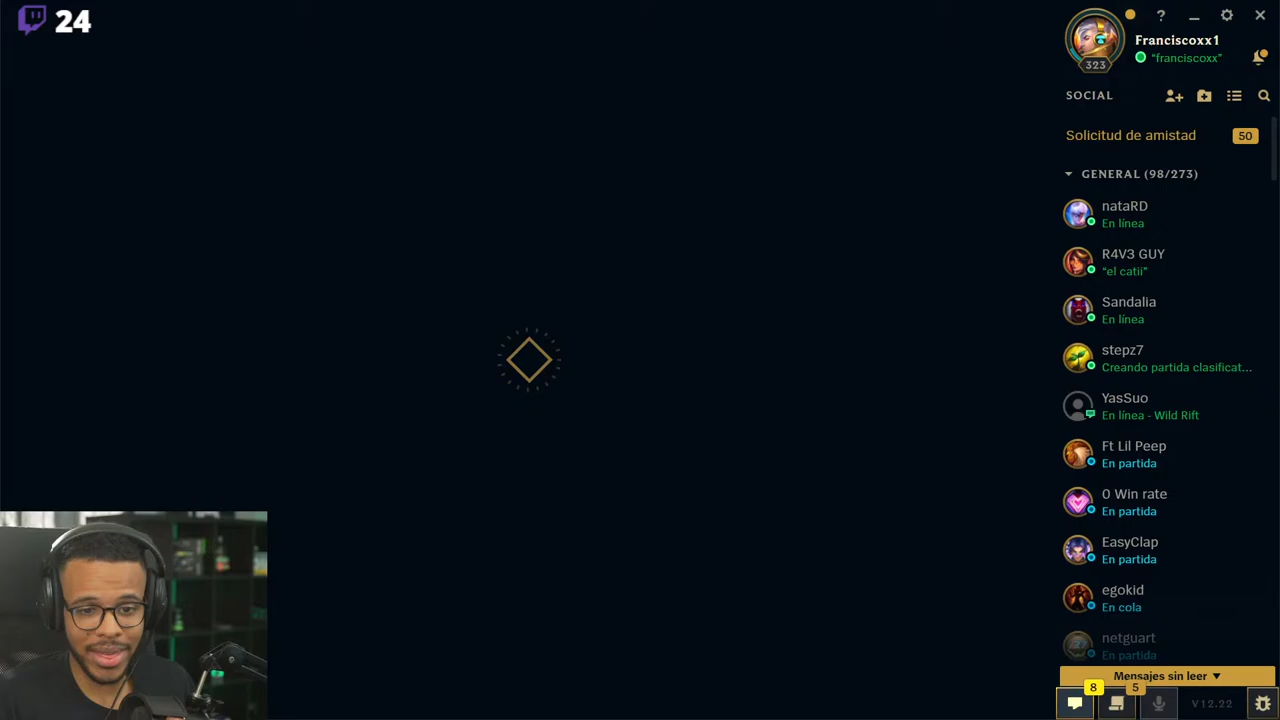 24
?
Franciscoxx1
"franciscoxx"
323
SOCIAL
Solicitud de amistad
50
GENERAL (98/273)
nataRD
En línea
R4V3 GUY
"el catii"
Sandalia
En línea
stepz7
Creando partida clasificat...
YasSuo
En línea - Wild Rift
Ft Lil Peep
En partida
0 Win rate
En partida
EasyClap
En partida
egokid
En cola
netguart
En partida
Mensajes sin leer
8
5
V12.22